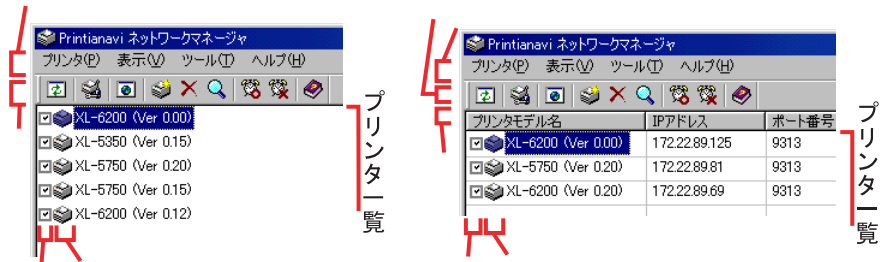 Printianavi ネットワークマネージャ
プリンタ(P) 表示(V) ツール(T) ヘルプ(H)
XL-6200 (Ver 0.00)
XL-5350 (Ver 0.15)
XL-5750 (Ver 0.20)
XL-5750 (Ver 0.15)
XL-6200 (Ver 0.12)
プリンター覧
Printianavi ネットワークマネージャ
プリンタ(P) 表示(V) ツール(T) ヘルプ(H)
プリンタモデル名 IPアドレス ポート番号
XL-6200 (Ver 0.00) 172.22.89.125 9313
XL-5750 (Ver 0.20) 172.22.89.81 9313
XL-6200 (Ver 0.20) 172.22.89.69 9313
プリンター覧